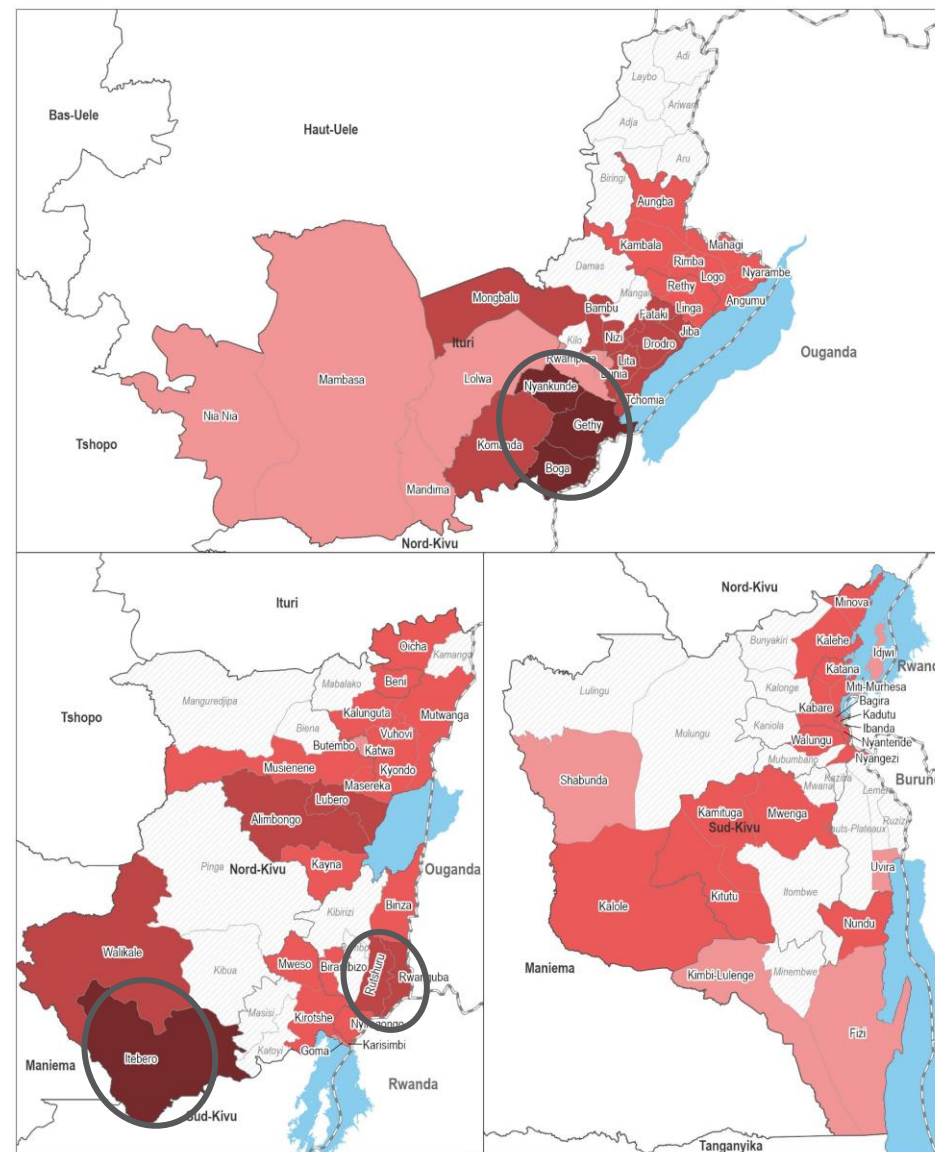 Adi
Laybo
Ariwara
Bas-Uele
Haut-Uele
Adja
Aru
Biringi
Aungba
Kambala
Mahagi
Rimba
Damas
Logo
Nyarambe
Rethy
Mongbalu
Linga
Angumu
Bambu
Fataki
Jiba
Nizi
Ituri
Kilo
Drodro
Ouganda
Lita
Mambasa
Lolwa
Nyankunde
Tchomia
Nia Nia
Gethy
Tshopo
Komanda
Boga
Mandima
Nord-Kivu
Ituri
Oicha
Kamango
Beni
Mabalako
Manguredjipa
Kalunguta
Mutwanga
Tshopo
Biena
Vuhovi
Butembo
Katwa
Musienene
Kyondo
Masereka
Lubero
Alimbongo
Pinga
Nord-Kivu
Kayna
Ouganda
Binza
Kibirizi
Walikale
Mweso
Birambizo
Rutshuru
Rwanguba
Kibua
Masisi
Kirotshe
Itebero
Katoyi
Goma
Karisimbi
Maniema
Rwanda
Sud-Kivu
Nord-Kivu
Minova
Bunyakiri
Kalehe
Idjwi
Katana
Lulingu
Kalonge
Miti-Murhesa
Bagira
Kabare
Kadutu
Mulungu
Ibanda
Kaniola
Walungu
Nyantende
Nyangezi
Mubumbano
Shabunda
Mwana
Kaziba
Lemera
Kamituga
Mwenga
Ruzizi
Sud-Kivu
Uvira
Kalole
Kitutu
Itombwe
Nundu
Maniema
Kimbi-Lulenge
Minembwe
Fizi
Tanganyika